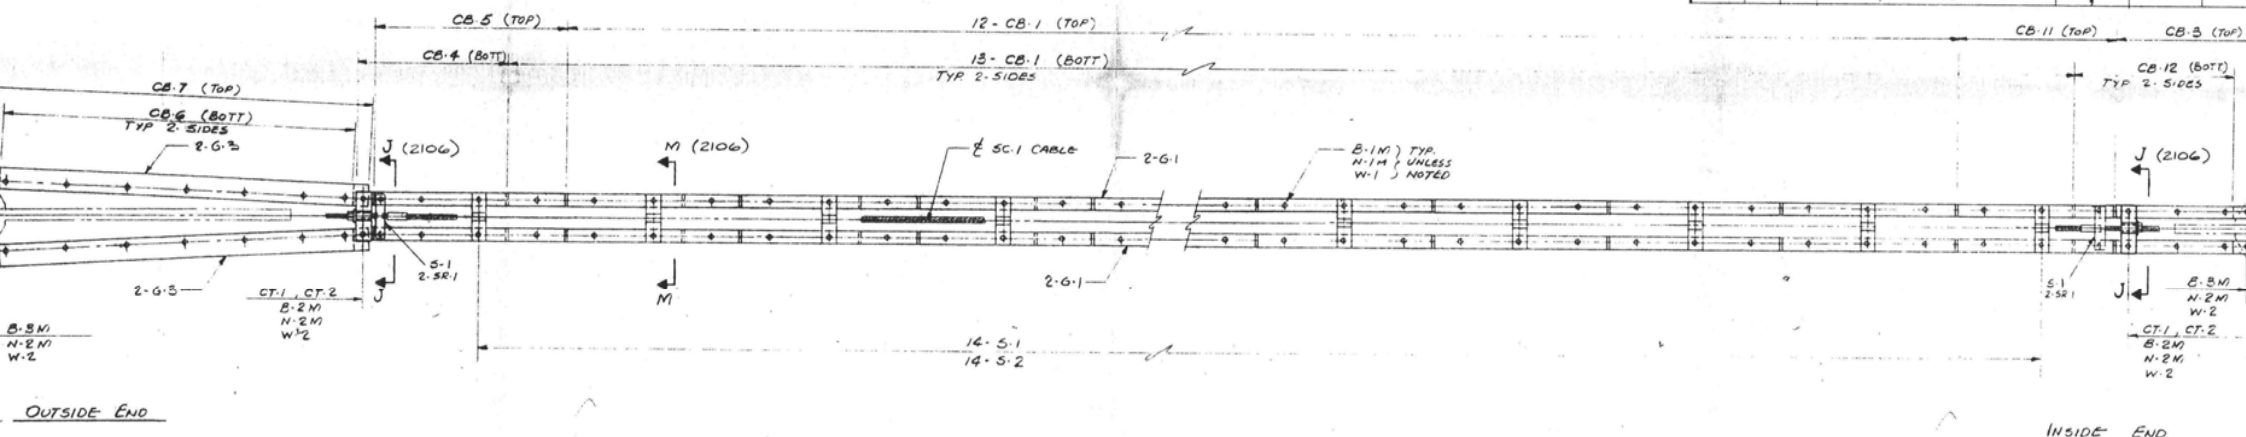 CB·5 (TOP)
12 - CB·1 (TOP)
CB·11 (TOP)
CB·3 (TOP)
CB·4 (BOTT)
13 - CB·1 (BOTT)
TYP. 2-SIDES
CB·12 (BOTT)
TYP 2-SIDES
CB·7 (TOP)
CB·6 (BOTT)
TYP 2-SIDES
2-G·3
J (2106)
M (2106)
₵ SC.1 CABLE
2-G·1
B·1M } TYP.
N·1M } UNLESS
W·1 } NOTED
J (2106)
S·1
2·SR·1
2-G·3
J
M
2-G·1
S·1
2·SR·1
J
B·3M
N·2M
W·2
CT·1, CT·2
B·2M
N·2M
W·2
B·3M
N·2M
W·2
CT·1, CT·2
B·2M
N·2M
W·2
14 - S·1
14 - S·2
OUTSIDE END
INSIDE END